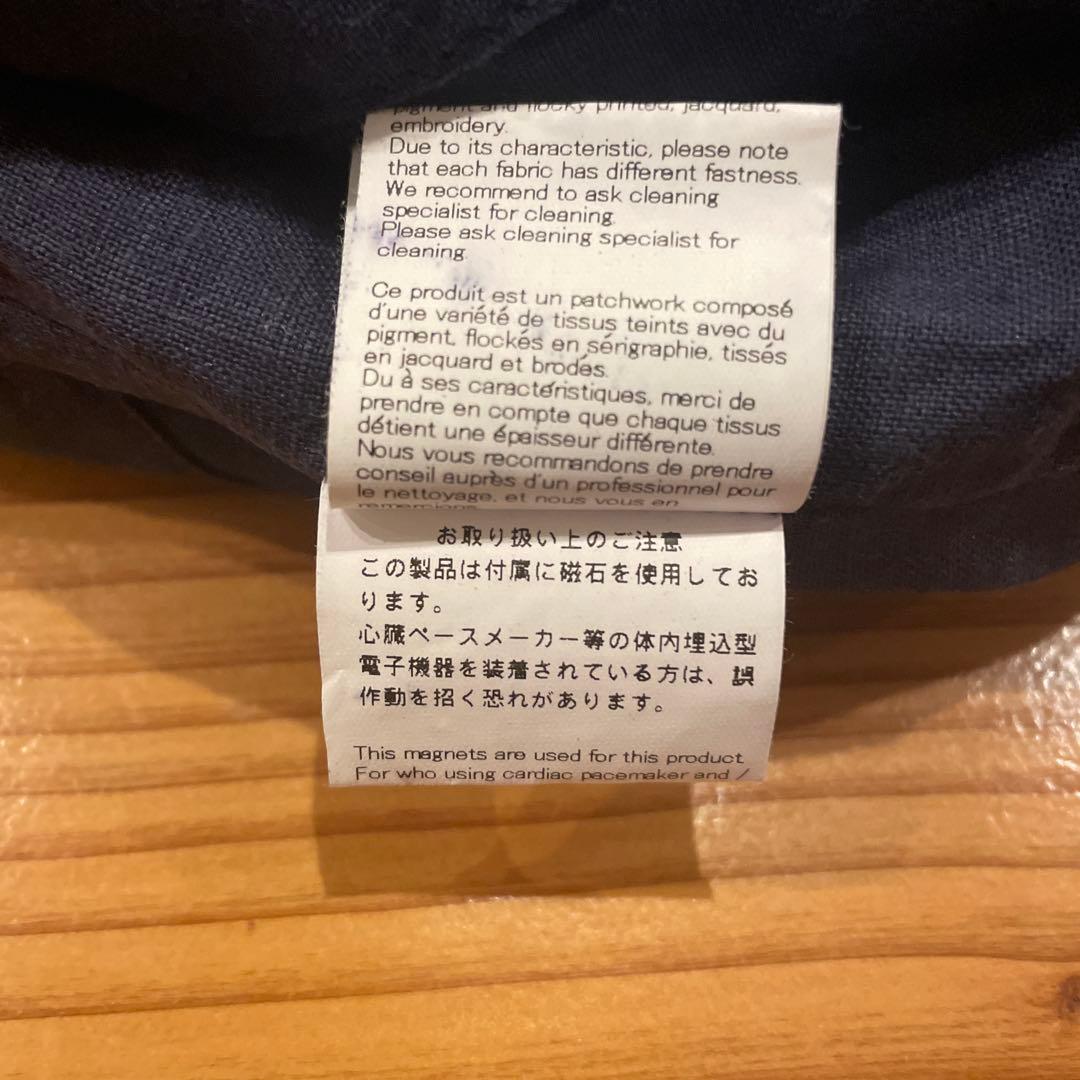 pigment and flocky printed, jacquard,
embroidery.
Due to its characteristic, please note
that each fabric has different fastness.
We recommend to ask cleaning
specialist for cleaning.
Please ask cleaning specialist for
cleaning.
Ce produit est un patchwork composé
d'une variété de tissus teints avec du
pigment, flockés en sérigraphie, tissés
en jacquard et brodés.
Du à ses caractéristiques, merci de
prendre en compte que chaque tissus
détient une épaisseur différente.
Nous vous recommandons de prendre
conseil auprès d'un professionnel pour
le nettoyage, et nous vous en
remercions.
お取り扱い上のご注意
この製品は付属に磁石を使用してお
ります。
心臓ペースメーカー等の体内埋込型
電子機器を装着されている方は、誤
作動を招く恐れがあります。
This magnets are used for this product
For who using cardiac pacemaker and /